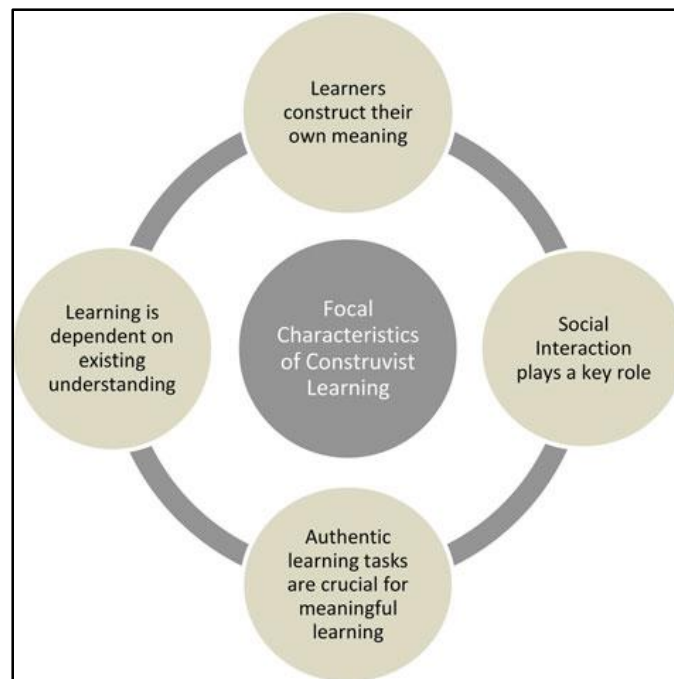 Learners
construct their
own meaning
Learning is
dependent on
existing
understanding
Focal
Characteristics
of Construvist
Learning
Social
Interaction
plays a key role
Authentic
learning tasks
are crucial for
meaningful
learning